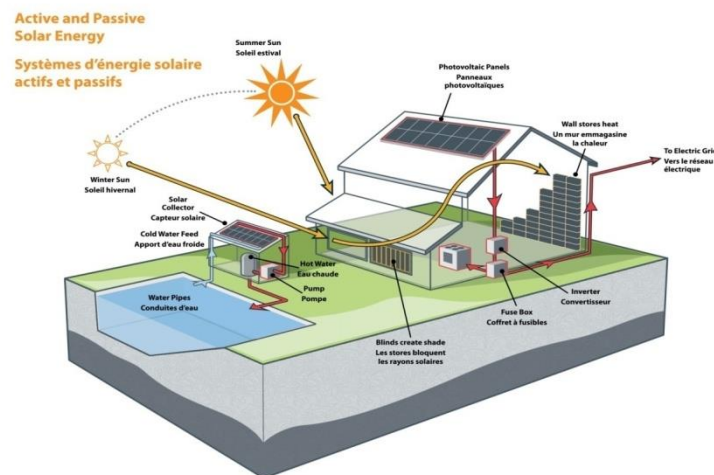 Active and Passive
Solar Energy
Systèmes d'énergie solaire
actifs et passifs
Summer Sun
Soleil estival
Winter Sun
Soleil hivernal
Photovoltaic Panels
Panneaux
photovoltaïques
Wall stores heat
Un mur emmagasine
la chaleur
To Electric Grid
Vers le réseau
électrique
Solar
Collector
Capteur solaire
Cold Water Feed
Apport d'eau froide
Hot Water
Eau chaude
Pump
Pompe
Water Pipes
Conduites d'eau
Inverter
Convertisseur
Fuse Box
Coffret à fusibles
Blinds create shade
Les stores bloquent
les rayons solaires